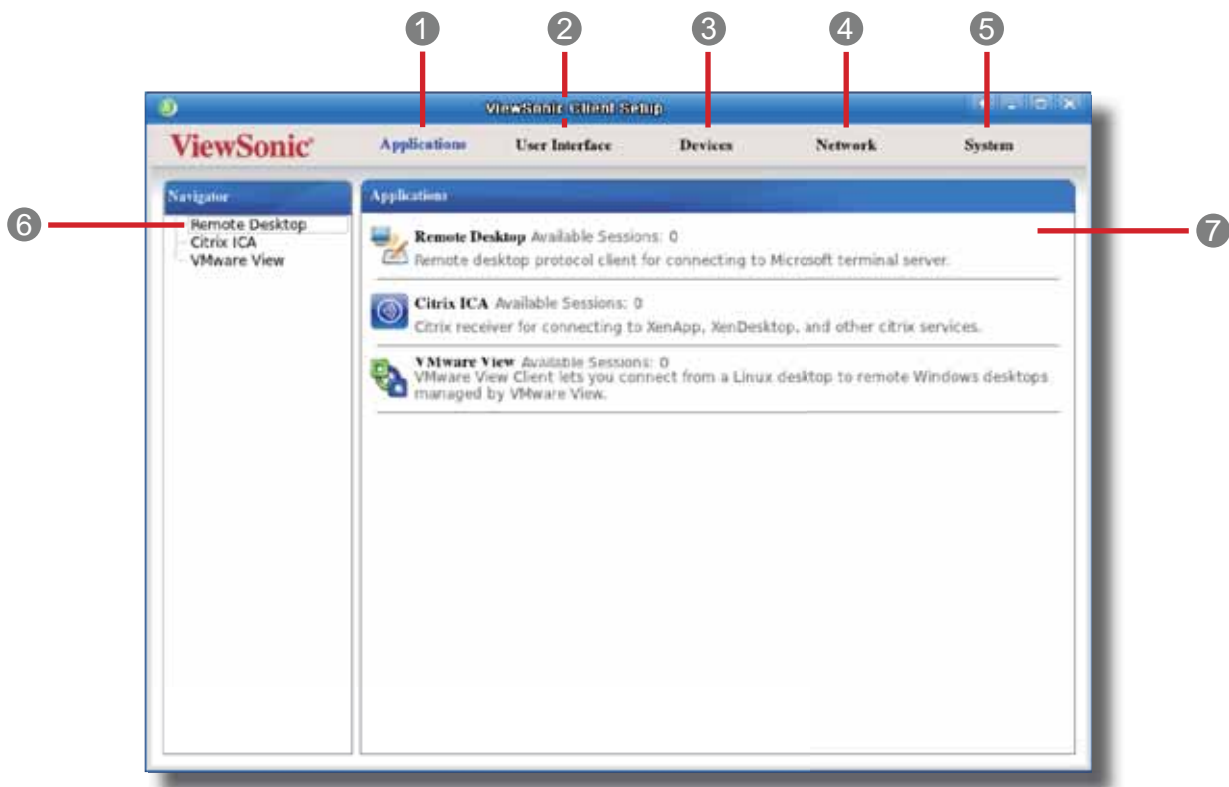 1 2 3 4 5
ViewSonic Client Setup
ViewSonic® Applications User Interface Devices Network System
Navigator
Applications
6
Remote Desktop
Citrix ICA
VMware View
Remote Desktop Available Sessions: 0
Remote desktop protocol client for connecting to Microsoft terminal server.
7
Citrix ICA Available Sessions: 0
Citrix receiver for connecting to XenApp, XenDesktop, and other citrix services.
VMware View Available Sessions: 0
VMware View Client lets you connect from a Linux desktop to remote Windows desktops
managed by VMware View.